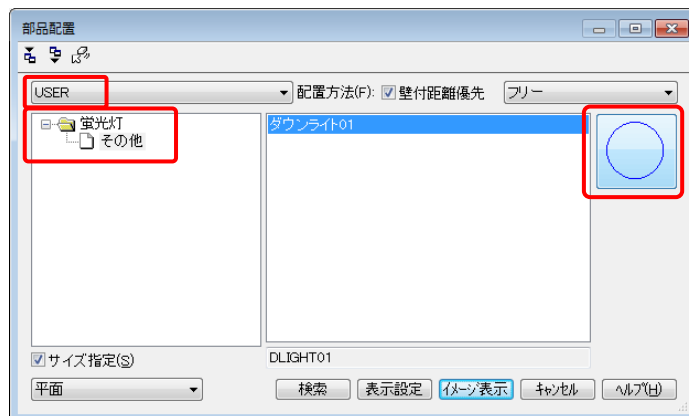 部品配置
USER 配置方法(F): 壁付距離優先 フリー
蛍光灯
その他
ダウンライト01
サイズ指定(S)
DLIGHT01
平面 検索 表示設定 イメージ表示 キャンセル ヘルプ(H)